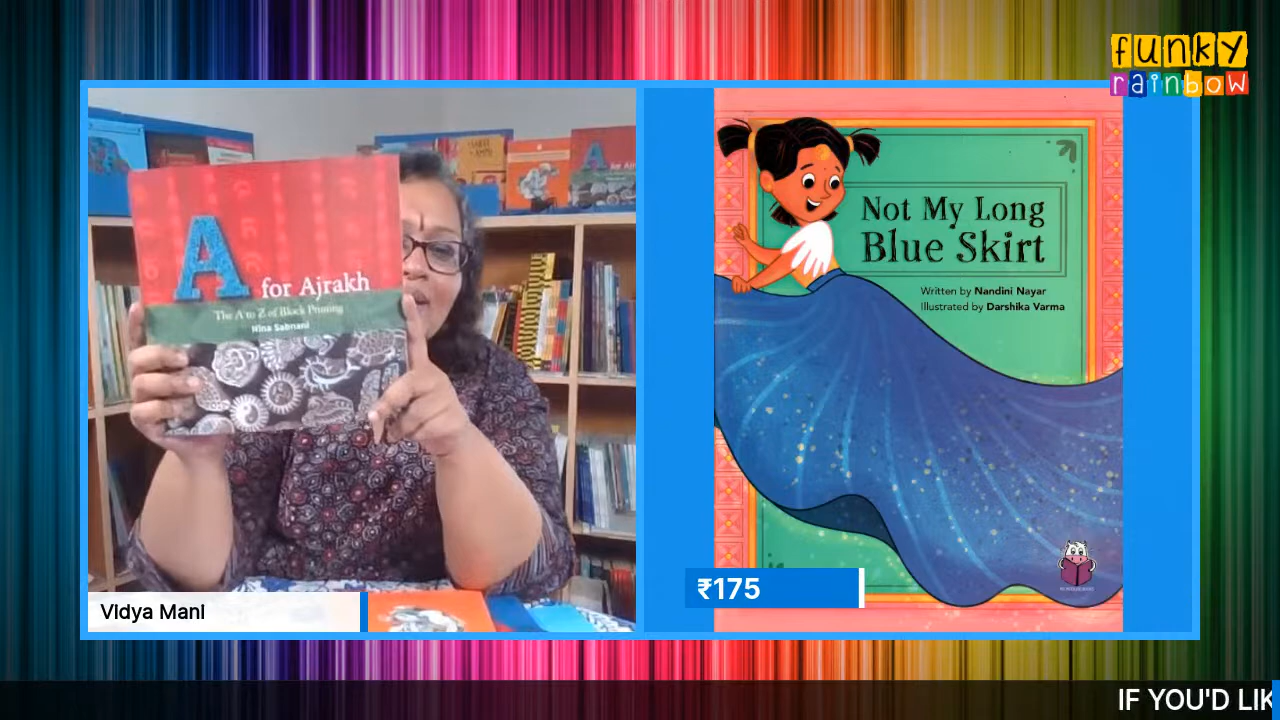 funky
rainbow
A
for Ajrakh
The A to Z of Block Printing
Nina Sabnani
Not My Long
Blue Skirt
Written by Nandini Nayar
Illustrated by Darshika Varma
₹175
Vidya Mani
IF YOU'D LIK